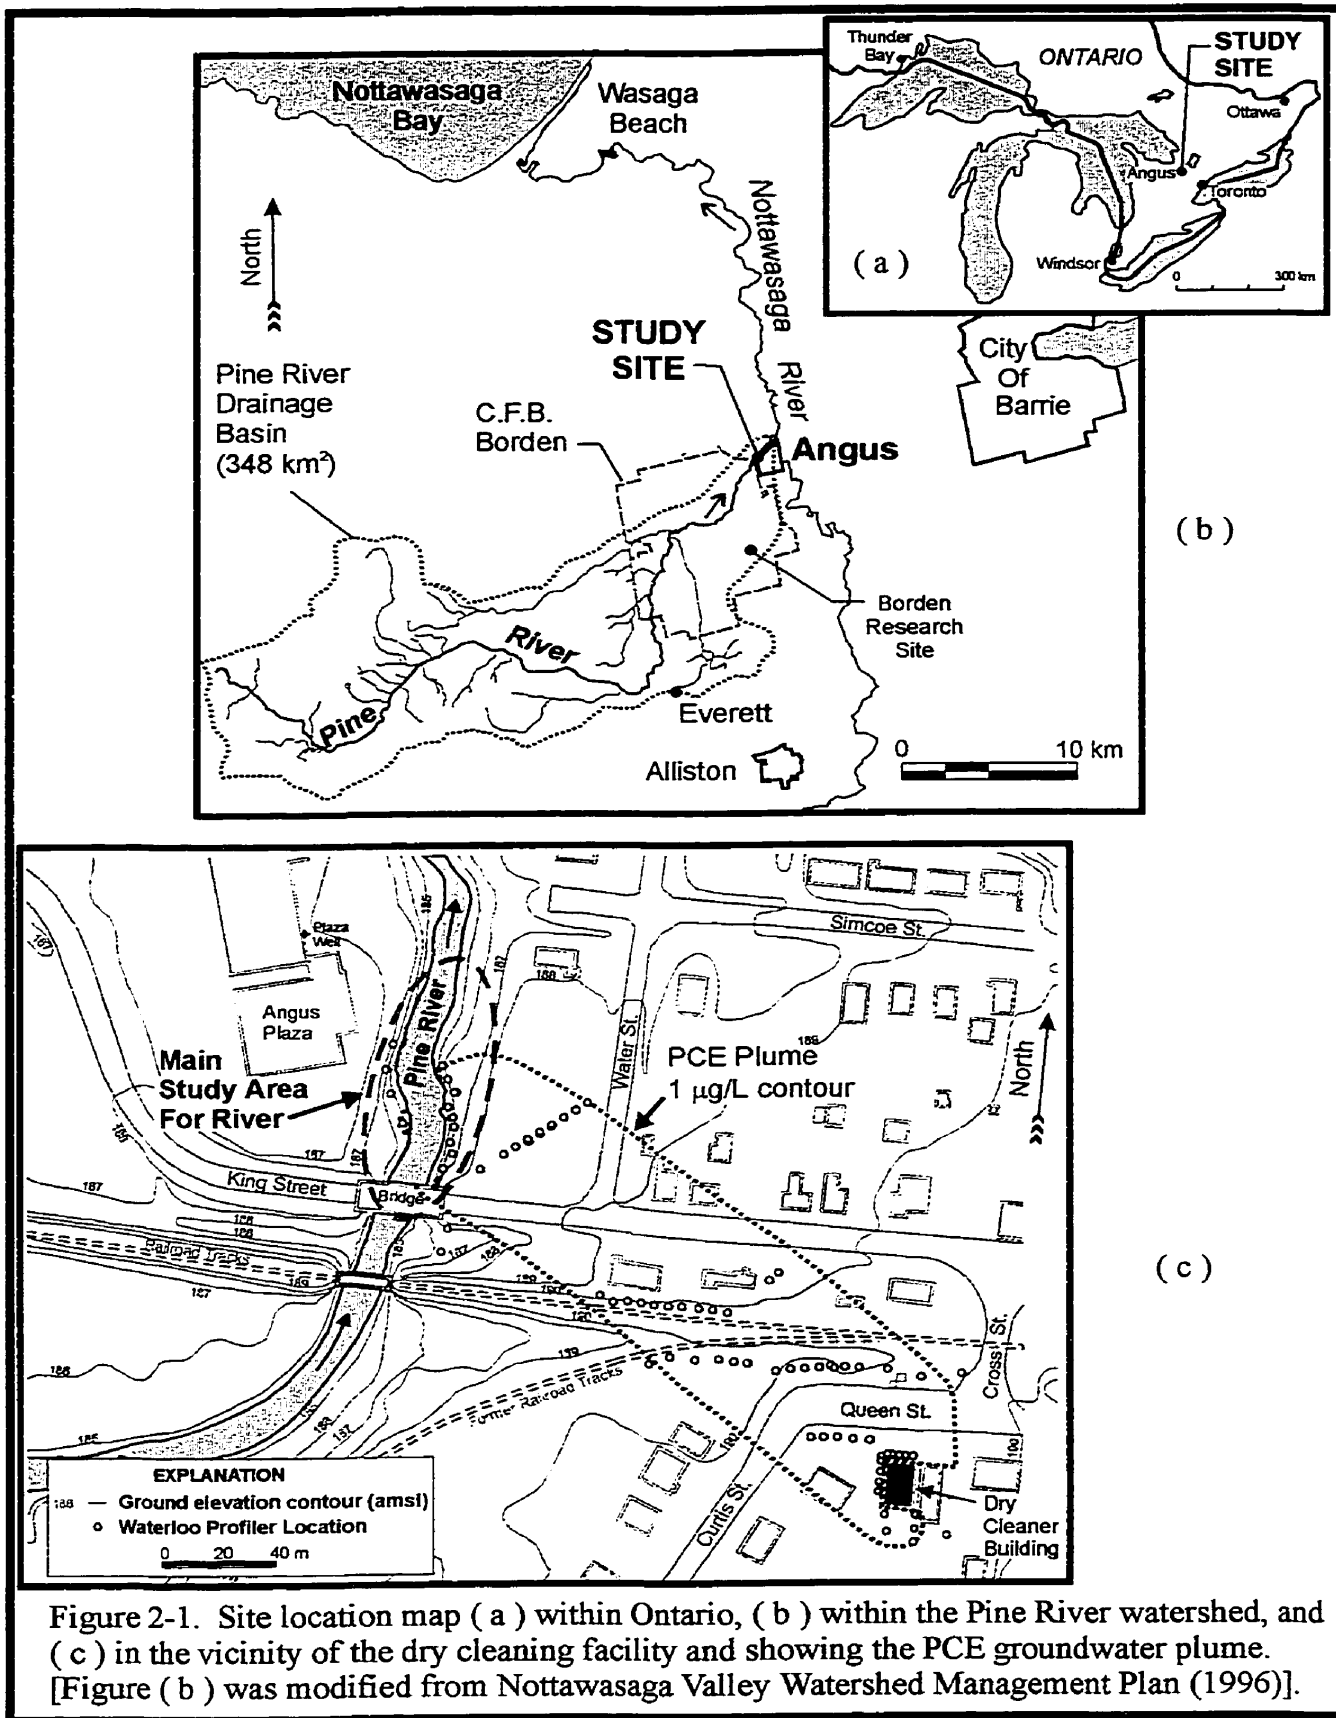 Thunder
Bay
ONTARIO
STUDY
SITE
Ottawa
Angus
Toronto
Windsor
( a )
0 300 km
Nottawasaga
Bay
Wasaga
Beach
North
Nottawasaga
River
STUDY
SITE
Pine River
Drainage
Basin
(348 km²)
C.F.B.
Borden
Angus
City
Of
Barrie
( b )
Borden
Research
Site
Pine
River
Everett
Alliston
0 10 km
Simcoe St.
Plaza
Well
Angus
Plaza
Main
Study Area
For River
Pine River
Water St.
PCE Plume
1 µg/L contour
North
King Street
Bridge
Railroad Tracks
Former Railroad Tracks
Queen St.
Cross St.
Curtis St.
Dry
Cleaner
Building
( c )
187
188
189
185
EXPLANATION
188 — Ground elevation contour (amsl)
Waterloo Profiler Location
0 20 40 m
Figure 2-1. Site location map ( a ) within Ontario, ( b ) within the Pine River watershed, and
( c ) in the vicinity of the dry cleaning facility and showing the PCE groundwater plume.
[Figure ( b ) was modified from Nottawasaga Valley Watershed Management Plan (1996)].